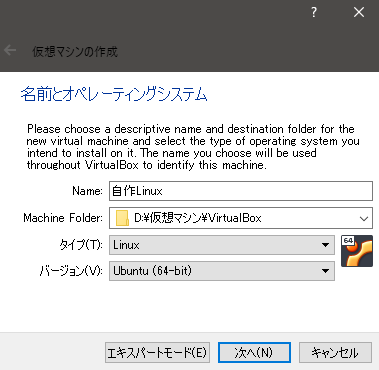 ?
仮想マシンの作成
名前とオペレーティングシステム
Please choose a descriptive name and destination folder for the
new virtual machine and select the type of operating system you
intend to install on it. The name you choose will be used
throughout VirtualBox to identify this machine.
Name: 自作Linux
Machine Folder: D:¥仮想マシン¥VirtualBox
タイプ(T): Linux
64
バージョン(V): Ubuntu (64-bit)
エキスパートモード(E) 次へ(N) キャンセル